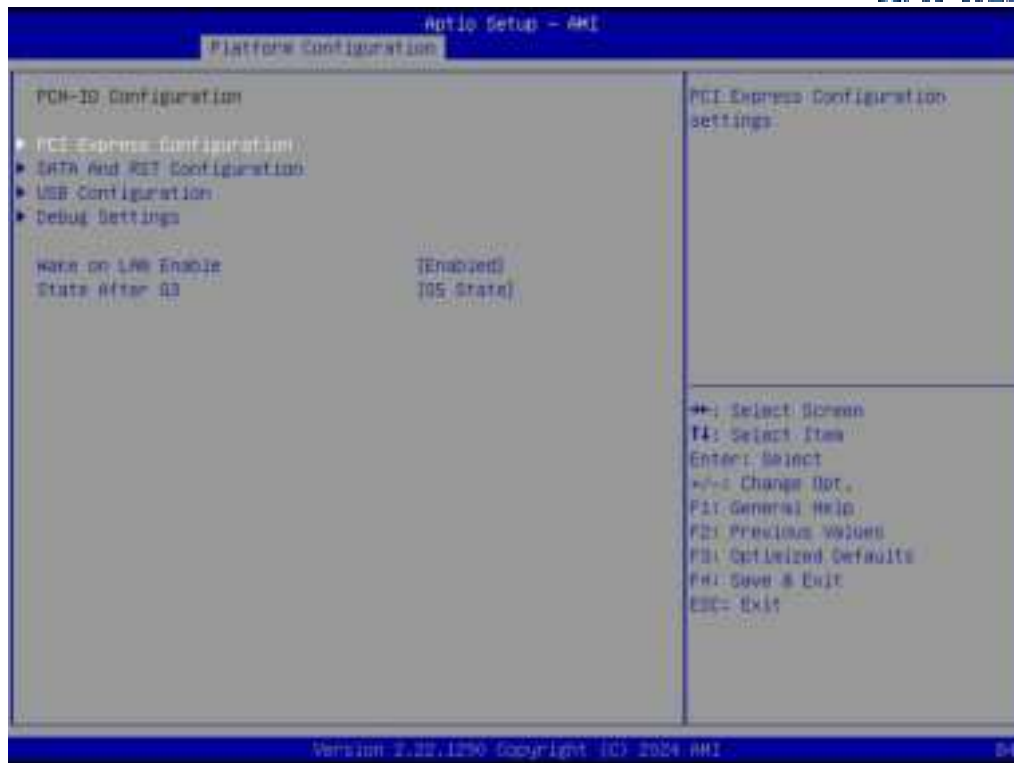 Aptio Setup – AMI
Platform Configuration
PCH-IO Configuration
PCI Express Configuration
SATA And RST Configuration
USB Configuration
Debug Settings
Wake on LAN Enable [Enabled]
State After G3 [S5 State]
PCI Express Configuration
settings
→←: Select Screen
↑↓: Select Item
Enter: Select
+/-: Change Opt.
F1: General Help
F2: Previous Values
F3: Optimized Defaults
F4: Save & Exit
ESC: Exit
Version 2.22.1290 Copyright (C) 2024 AMI